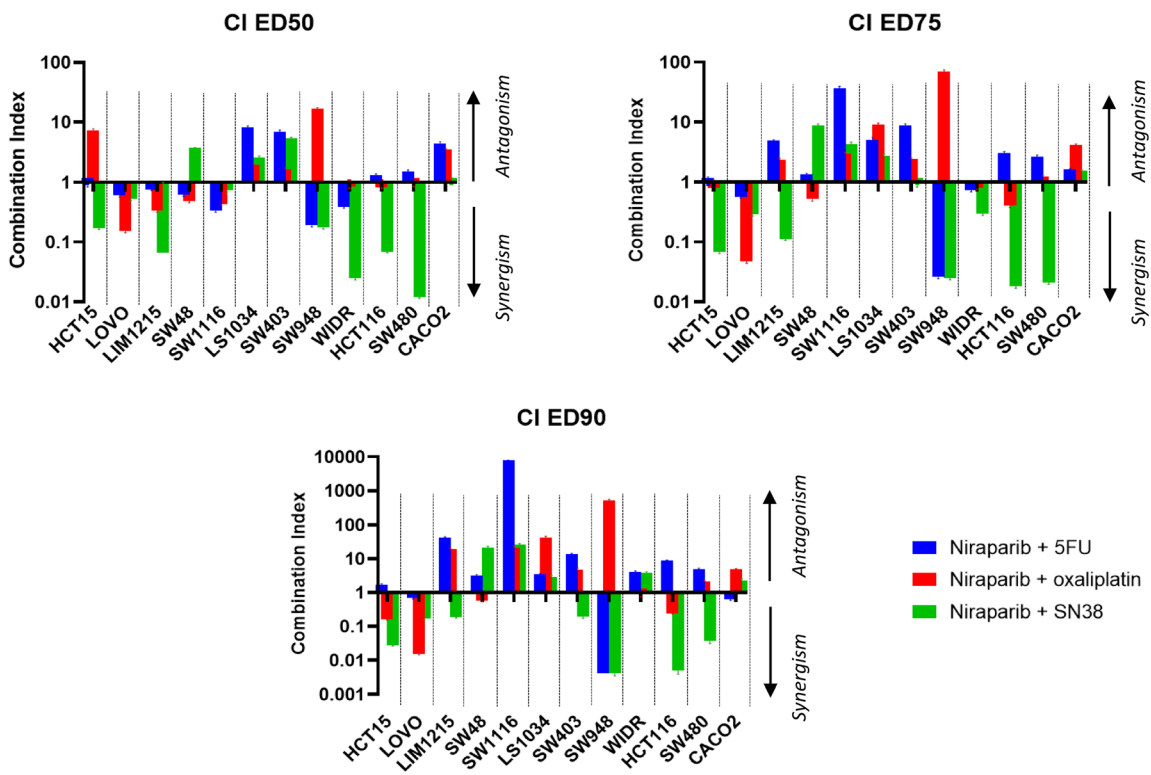 CI ED50
Combination Index
100
10
1
0.1
0.01
Antagonism
Synergism
HCT15
LOVO
LIM1215
SW48
SW1116
LS1034
SW403
SW948
WIDR
HCT116
SW480
CACO2
CI ED75
Combination Index
100
10
1
0.1
0.01
Antagonism
Synergism
HCT15
LOVO
LIM1215
SW48
SW1116
LS1034
SW403
SW948
WIDR
HCT116
SW480
CACO2
CI ED90
Combination Index
10000
1000
100
10
1
0.1
0.01
0.001
Antagonism
Synergism
HCT15
LOVO
LIM1215
SW48
SW1116
LS1034
SW403
SW948
WIDR
HCT116
SW480
CACO2
Niraparib + 5FU
Niraparib + oxaliplatin
Niraparib + SN38